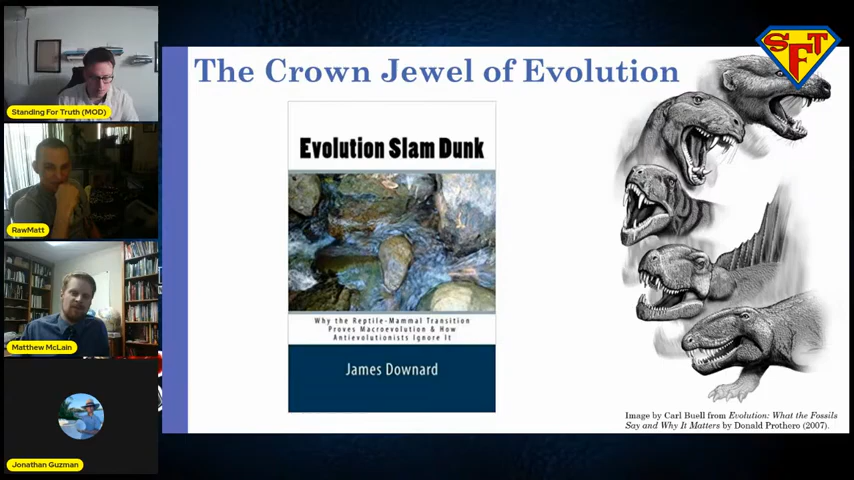 SFT
The Crown Jewel of Evolution
Standing For Truth (MOD)
RawMatt
Matthew McLain
Jonathan Guzman
Evolution Slam Dunk
Why the Reptile-Mammal Transition
Proves Macroevolution & How
Antievolutionists Ignore It
James Downard
Image by Carl Buell from Evolution: What the Fossils
Say and Why It Matters by Donald Prothero (2007).